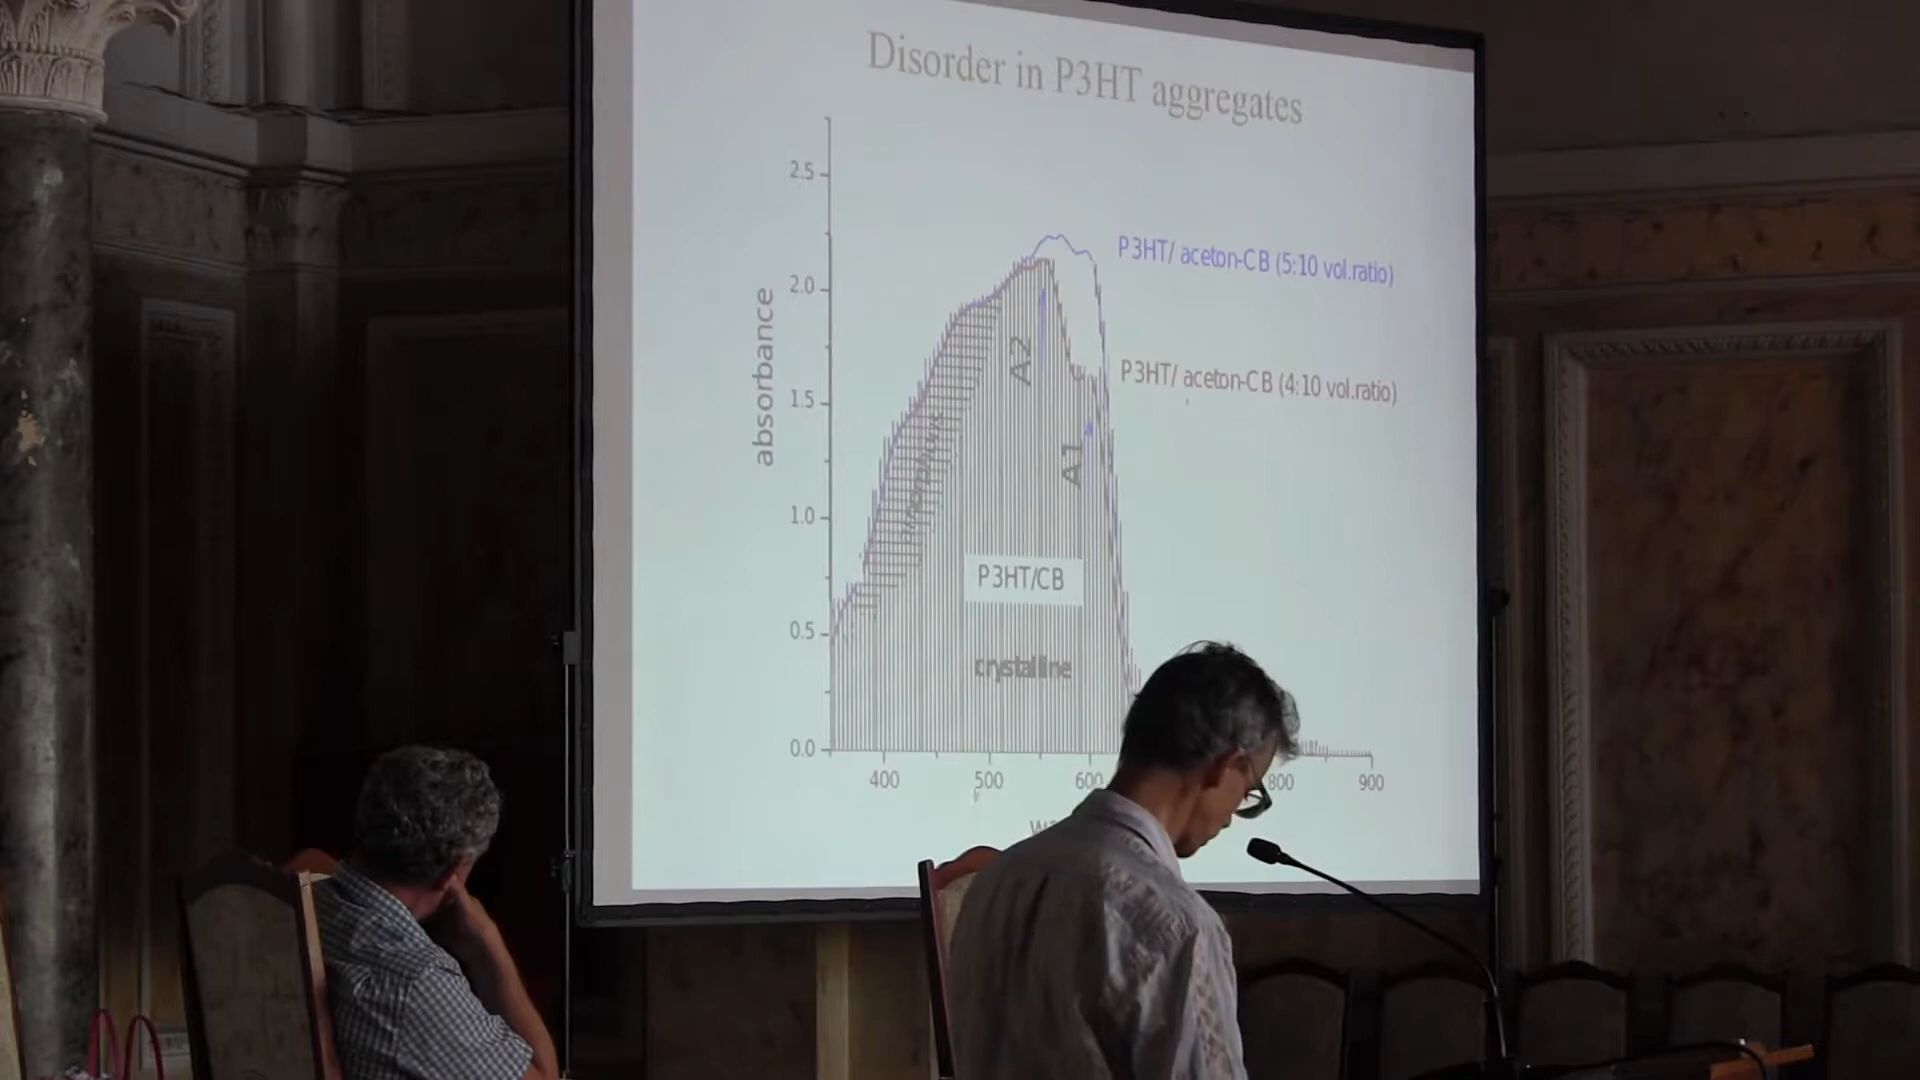 Disorder in P3HT aggregates
2.5
2.0
1.5
1.0
0.5
0.0
absorbance
P3HT/ aceton-CB (5:10 vol.ratio)
P3HT/ aceton-CB (4:10 vol.ratio)
A2
A1
amorphous
P3HT/CB
crystalline
400
500
600
800
900